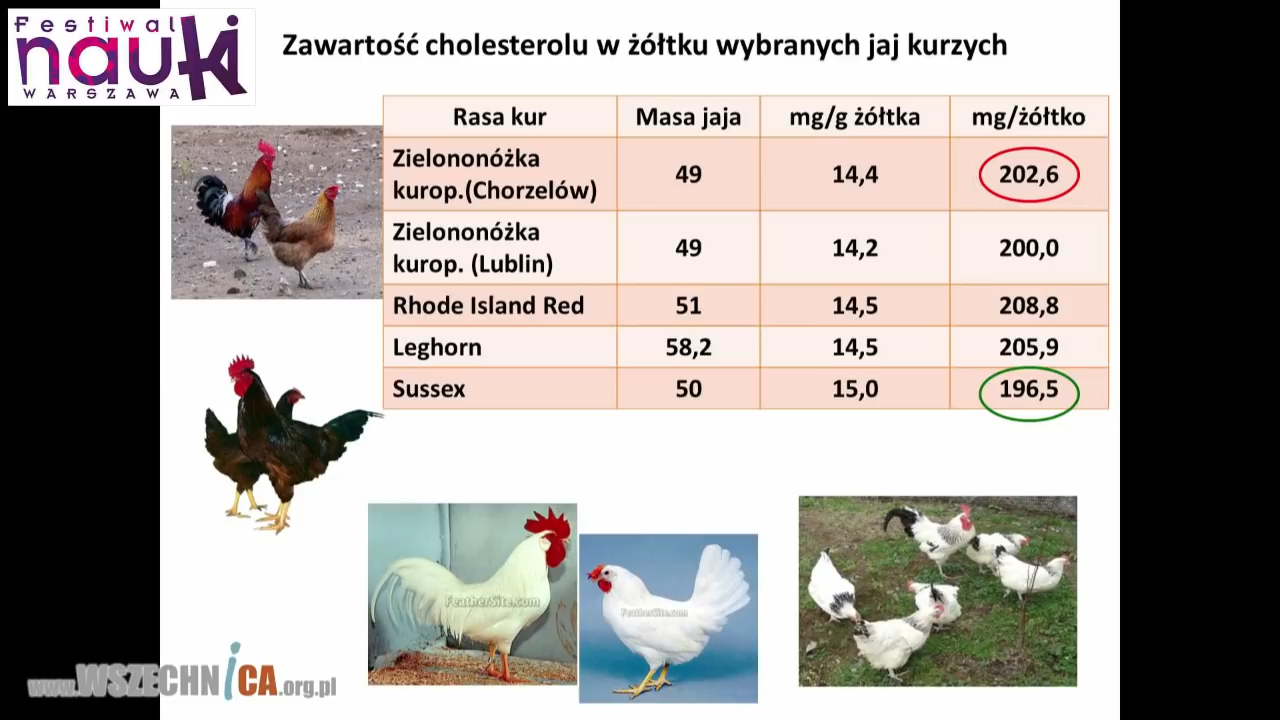 Festiwal
nauki
WARSZAWA
Zawartość cholesterolu w żółtku wybranych jaj kurzych
Rasa kur Masa jaja mg/g żółtka mg/żółtko
Zielononóżka
kurop.(Chorzelów) 49 14,4 202,6
Zielononóżka
kurop. (Lublin) 49 14,2 200,0
Rhode Island Red 51 14,5 208,8
Leghorn 58,2 14,5 205,9
Sussex 50 15,0 196,5
FeatherSite.com
FeatherSite.com
www.WSZECHNICA.org.pl